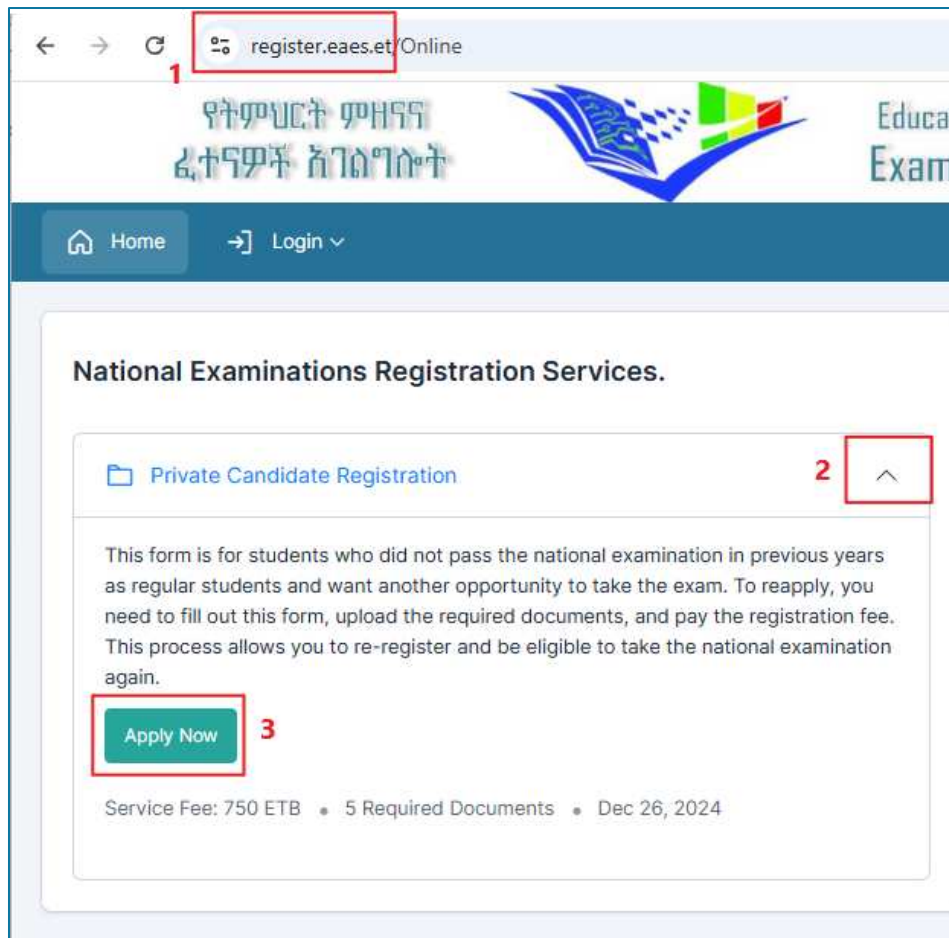 register.eaes.et/Online
1
የትምህርት ምዘናና
ፈተናዎች አገልግሎት
Educa
Exam
Home
Login
National Examinations Registration Services.
Private Candidate Registration
2
This form is for students who did not pass the national examination in previous years
as regular students and want another opportunity to take the exam. To reapply, you
need to fill out this form, upload the required documents, and pay the registration fee.
This process allows you to re-register and be eligible to take the national examination
again.
Apply Now
3
Service Fee: 750 ETB • 5 Required Documents • Dec 26, 2024